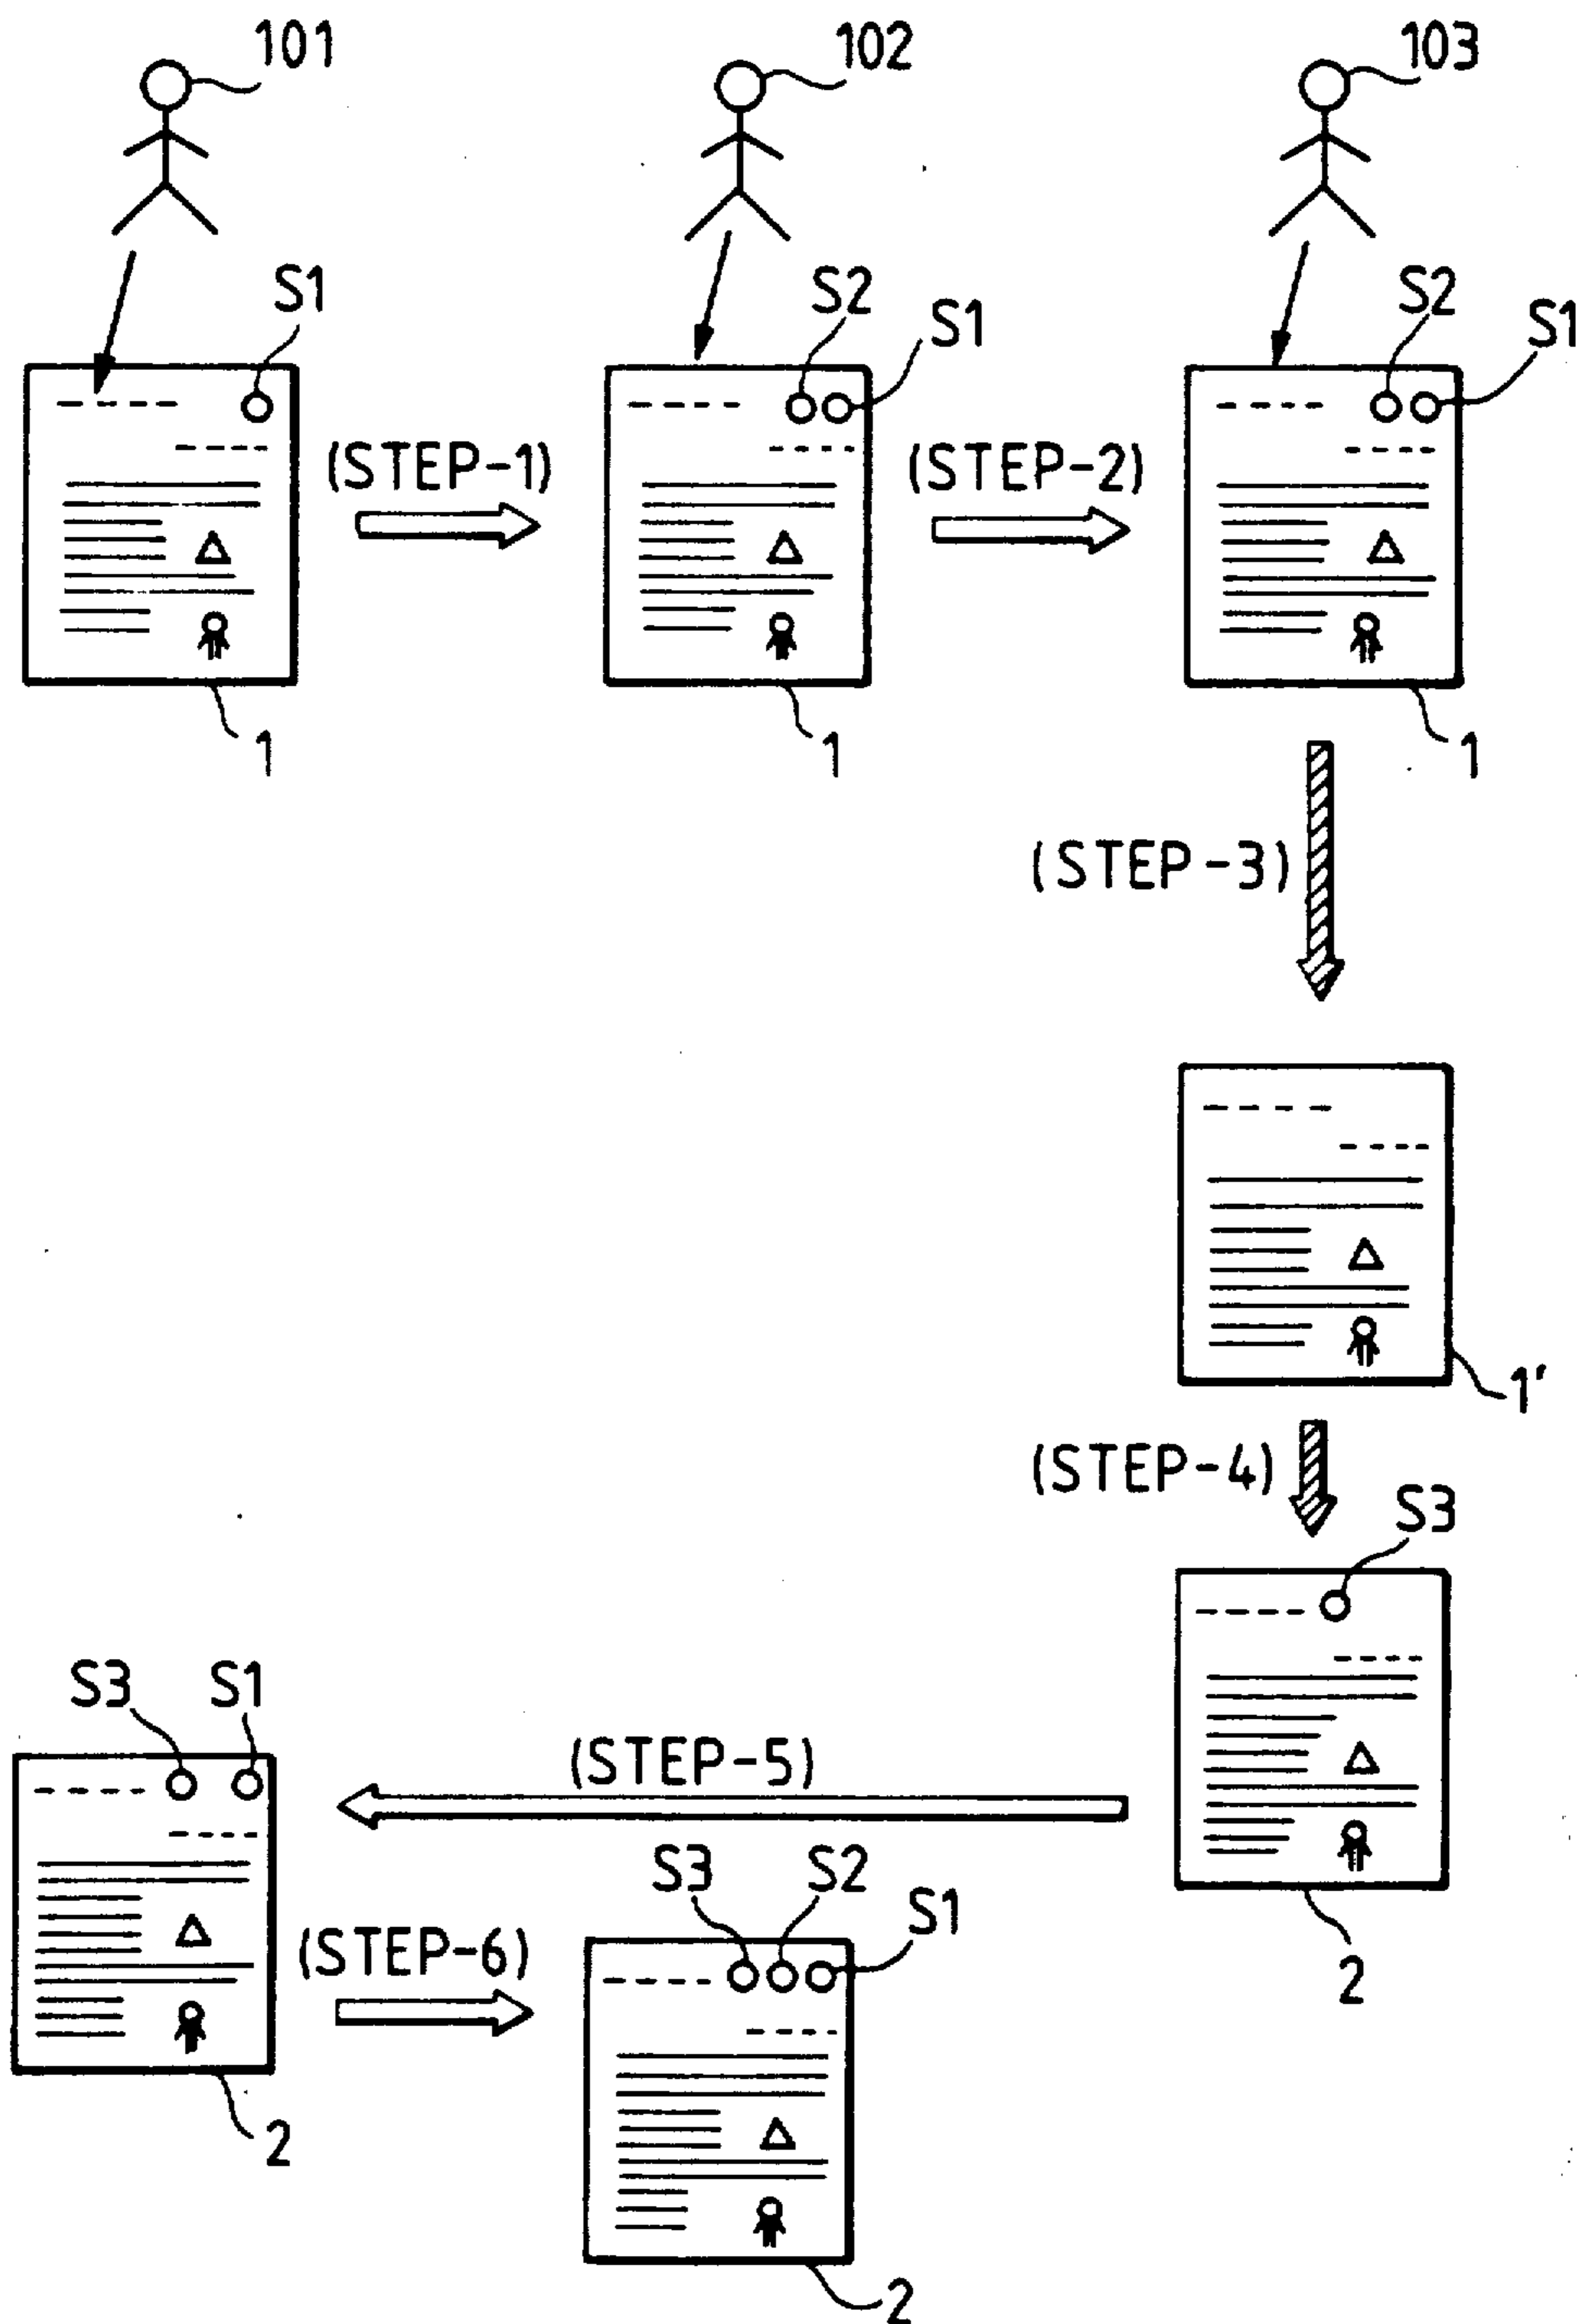 101
102
103
S1
S2
S1
S2
S1
(STEP-1)
(STEP-2)
1
1
1
(STEP-3)
1'
(STEP-4)
S3
S3
S1
(STEP-5)
S3
S2
S1
(STEP-6)
2
2
2